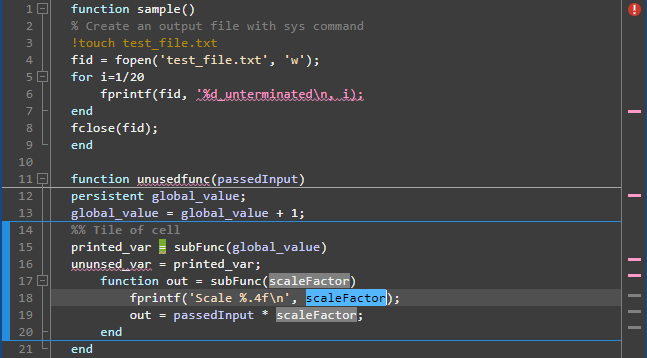 1 function sample()
2 % Create an output file with sys command
3 !touch test_file.txt
4 fid = fopen('test_file.txt', 'w');
5 for i=1/20
6 fprintf(fid, '%d_unterminated\n, i);
7 end
8 fclose(fid);
9 end
10
11 function unusedfunc(passedInput)
12 persistent global_value;
13 global_value = global_value + 1;
14 %% Tile of cell
15 printed_var = subFunc(global_value)
16 ununsed_var = printed_var;
17 function out = subFunc(scaleFactor)
18 fprintf('Scale %.4f\n', scaleFactor);
19 out = passedInput * scaleFactor;
20 end
21 end